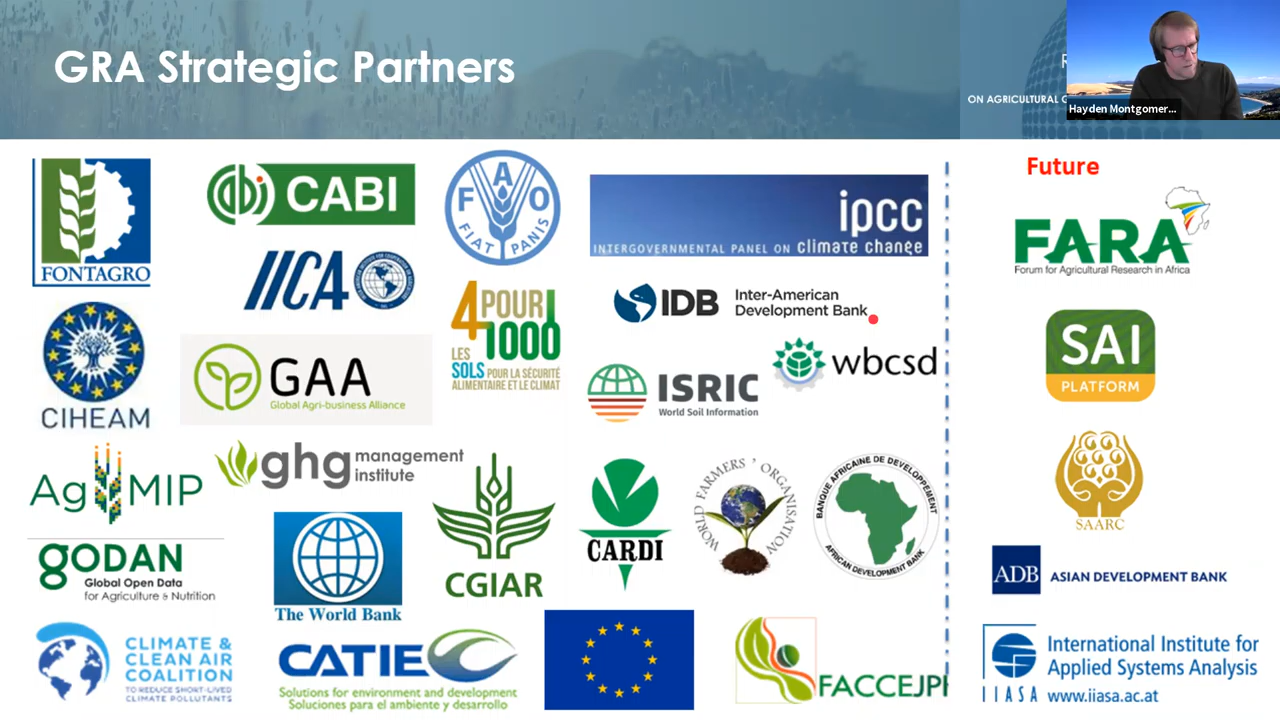 GRA Strategic Partners
ON AGRICULTURAL G
Hayden Montgomer...
FONTAGRO
CABI
FAO
FIAT PANIS
ipcc
INTERGOVERNMENTAL PANEL ON climate change
Future
FARA
Forum for Agricultural Research in Africa
IICA
4 POUR 1000
LES SOLS POUR LA SÉCURITÉ
ALIMENTAIRE ET LE CLIMAT
IDB Inter-American
Development Bank
CIHEAM
GAA
Global Agri-business Alliance
ISRIC
World Soil Information
wbcsd
SAI
PLATFORM
AgMIP
ghg management
institute
CGIAR
CARDI
WORLD FARMERS' ORGANISATION
BANQUE AFRICAINE DE DEVELOPPEMENT
AFRICAN DEVELOPMENT BANK
SAARC
GODAN
Global Open Data
for Agriculture & Nutrition
The World Bank
ADB ASIAN DEVELOPMENT BANK
CLIMATE &
CLEAN AIR
COALITION
TO REDUCE SHORT-LIVED
CLIMATE POLLUTANTS
CATIE
Solutions for environment and development
Soluciones para el ambiente y desarrollo
FACCEJPI
IIASA
International Institute for
Applied Systems Analysis
www.iiasa.ac.at